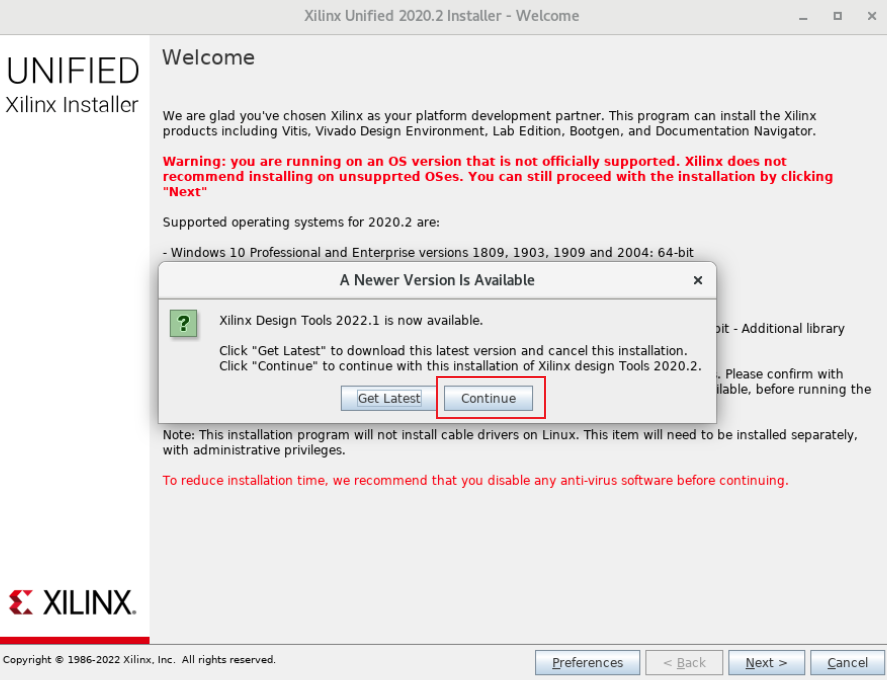 Xilinx Unified 2020.2 Installer - Welcome
UNIFIED
Xilinx Installer
Welcome
We are glad you've chosen Xilinx as your platform development partner. This program can install the Xilinx
products including Vitis, Vivado Design Environment, Lab Edition, Bootgen, and Documentation Navigator.
Warning: you are running on an OS version that is not officially supported. Xilinx does not
recommend installing on unsupprted OSes. You can still proceed with the installation by clicking
"Next"
Supported operating systems for 2020.2 are:
- Windows 10 Professional and Enterprise versions 1809, 1903, 1909 and 2004: 64-bit
A Newer Version Is Available
?
Xilinx Design Tools 2022.1 is now available.
Click "Get Latest" to download this latest version and cancel this installation.
Click "Continue" to continue with this installation of Xilinx design Tools 2020.2.
Get Latest
Continue
- Additional library
. Please confirm with
, before running the
Note: This installation program will not install cable drivers on Linux. This item will need to be installed separately,
with administrative privileges.
To reduce installation time, we recommend that you disable any anti-virus software before continuing.
XILINX.
Copyright © 1986-2022 Xilinx, Inc. All rights reserved.
Preferences
< Back
Next >
Cancel